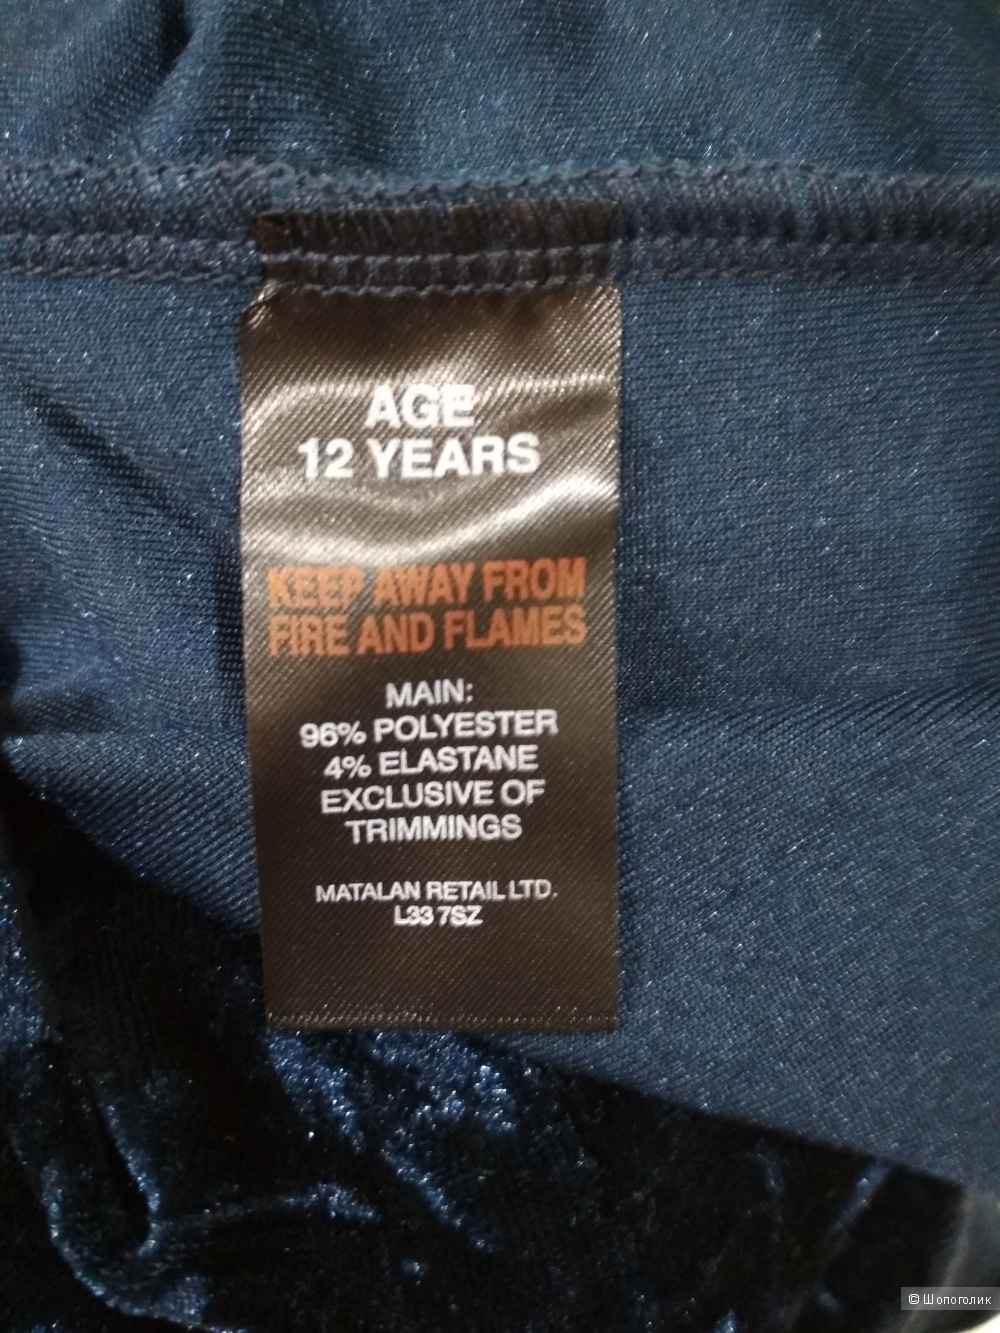 AGE
12 YEARS
KEEP AWAY FROM
FIRE AND FLAMES
MAIN:
96% POLYESTER
4% ELASTANE
EXCLUSIVE OF
TRIMMINGS
MATALAN RETAIL LTD.
L33 7SZ
© Шопоголик